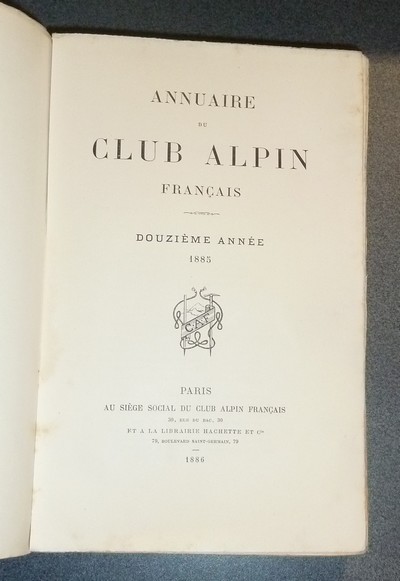 ANNUAIRE
DU
CLUB ALPIN
FRANÇAIS
DOUZIÈME ANNÉE
1885
C.A.F.
PARIS
AU SIÈGE SOCIAL DU CLUB ALPIN FRANÇAIS
30, RUE DU BAC, 30
ET A LA LIBRAIRIE HACHETTE ET Cie
79, BOULEVARD SAINT-GERMAIN, 79
1886